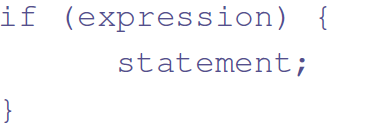 if (expression) {
      statement;
}